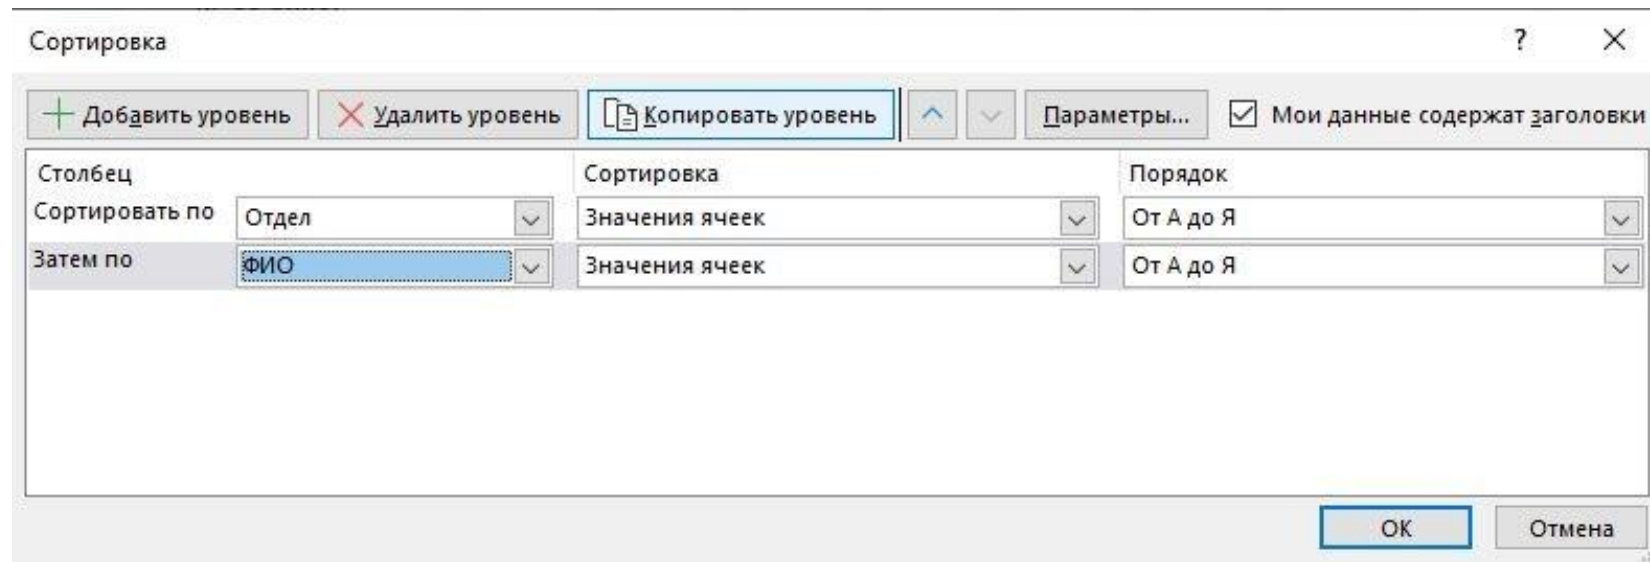 Сортировка ?
Добавить уровень Удалить уровень Копировать уровень Параметры... Мои данные содержат заголовки
Столбец Сортировка Порядок
Сортировать по Отдел Значения ячеек От А до Я
Затем по ФИО Значения ячеек От А до Я
ОК Отмена